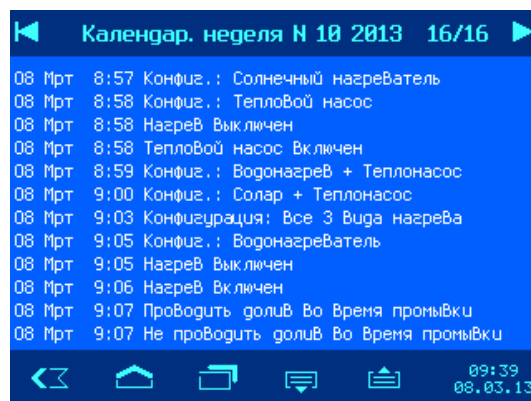 Календар. неделя N 10 2013 16/16
08 Мрт 8:57 Конфиг.: Солнечный нагреватель
08 Мрт 8:58 Конфиг.: Тепловой насос
08 Мрт 8:58 Нагрев Выключен
08 Мрт 8:58 Тепловой насос Включен
08 Мрт 8:59 Конфиг.: Водонагрев + Теплонасос
08 Мрт 9:00 Конфиг.: Солар + Теплонасос
08 Мрт 9:03 Конфигурация: Все 3 Вида нагрева
08 Мрт 9:05 Конфиг.: Водонагреватель
08 Мрт 9:05 Нагрев Выключен
08 Мрт 9:06 Нагрев Включен
08 Мрт 9:07 Проводить долив Во Время промывки
08 Мрт 9:07 Не проводить долив Во Время промывки
09:39
08.03.13